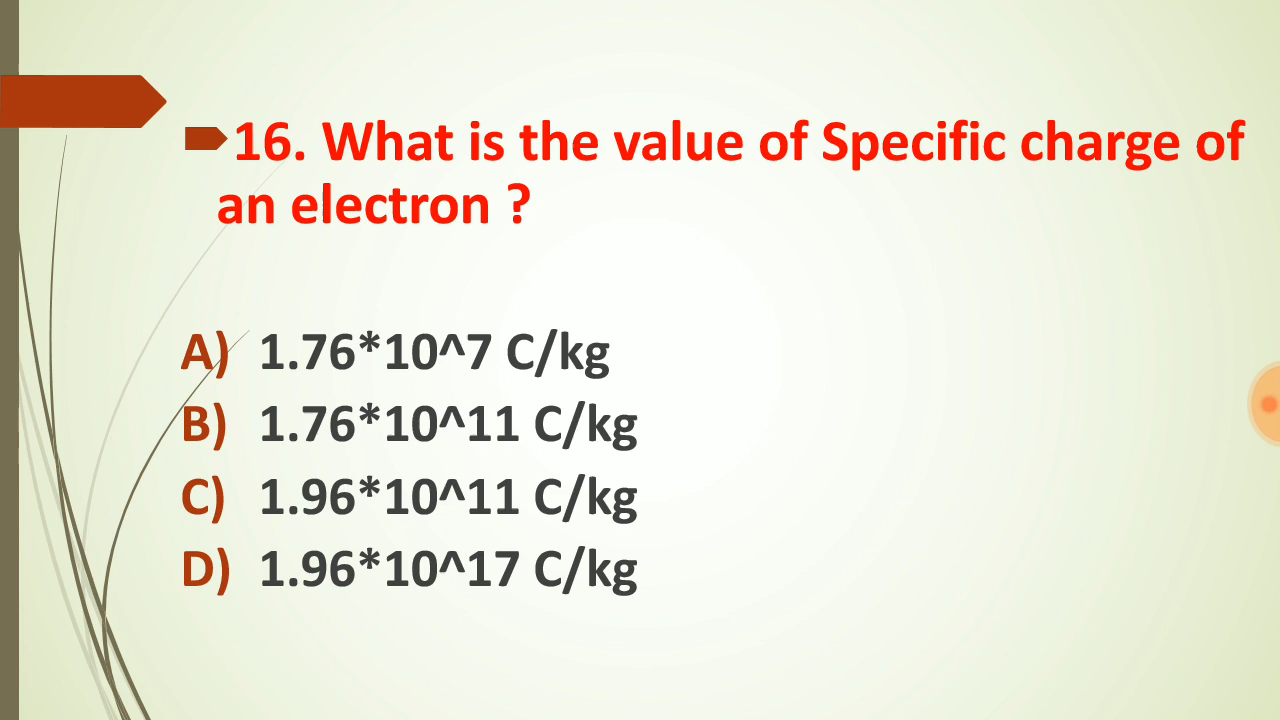 16. What is the value of Specific charge of
an electron ?
A) 1.76*10^7 C/kg
B) 1.76*10^11 C/kg
C) 1.96*10^11 C/kg
D) 1.96*10^17 C/kg